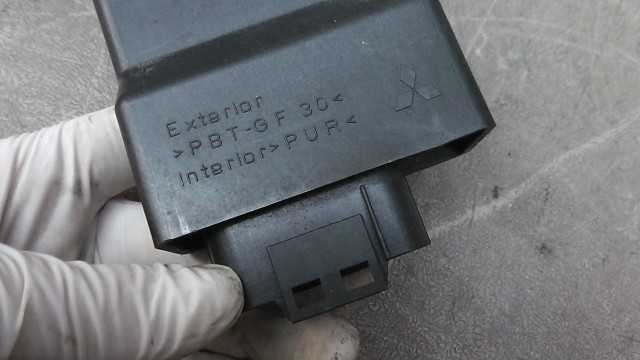 Exterior
>PBT-GF 30<
Interior>PUR<